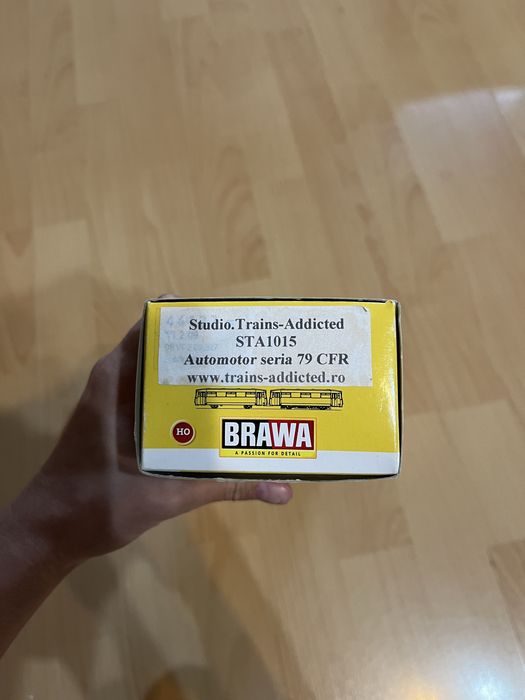 Studio.Trains-Addicted
STA1015
Automotor seria 79 CFR
www.trains-addicted.ro
HO
BRAWA
A PASSION FOR DETAIL